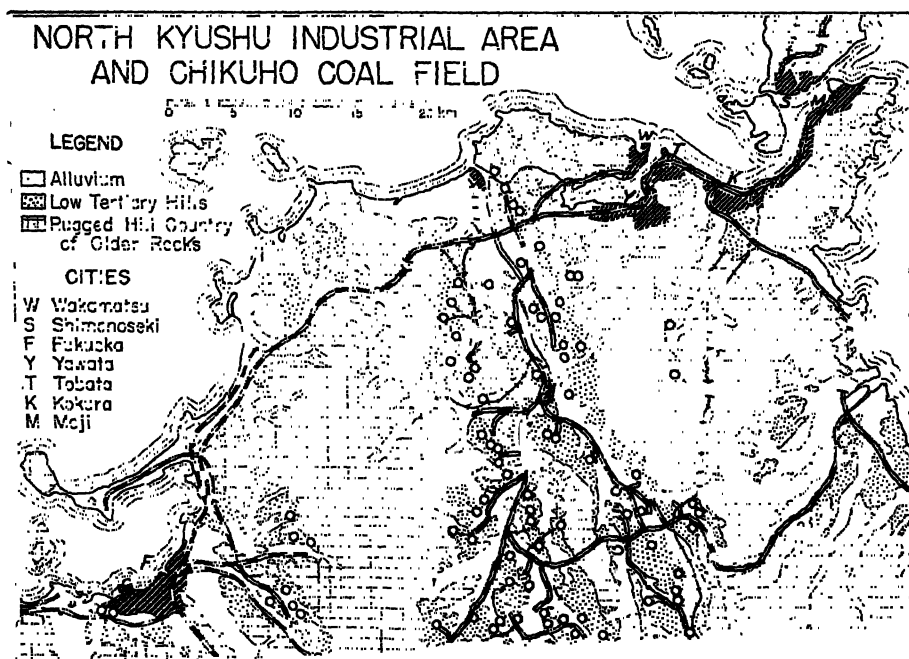 NORTH KYUSHU INDUSTRIAL AREA
AND CHIKUHO COAL FIELD
0 5 10 15 20 km
LEGEND
Alluvium
Low Tertiary Hills
Rugged Hill Country
of Older Rocks
CITIES
W Wakamatsu
S Shimonoseki
F Fukuoka
Y Yawata
T Tobata
K Kokura
M Moji
W
T
S
M
K
Y
F